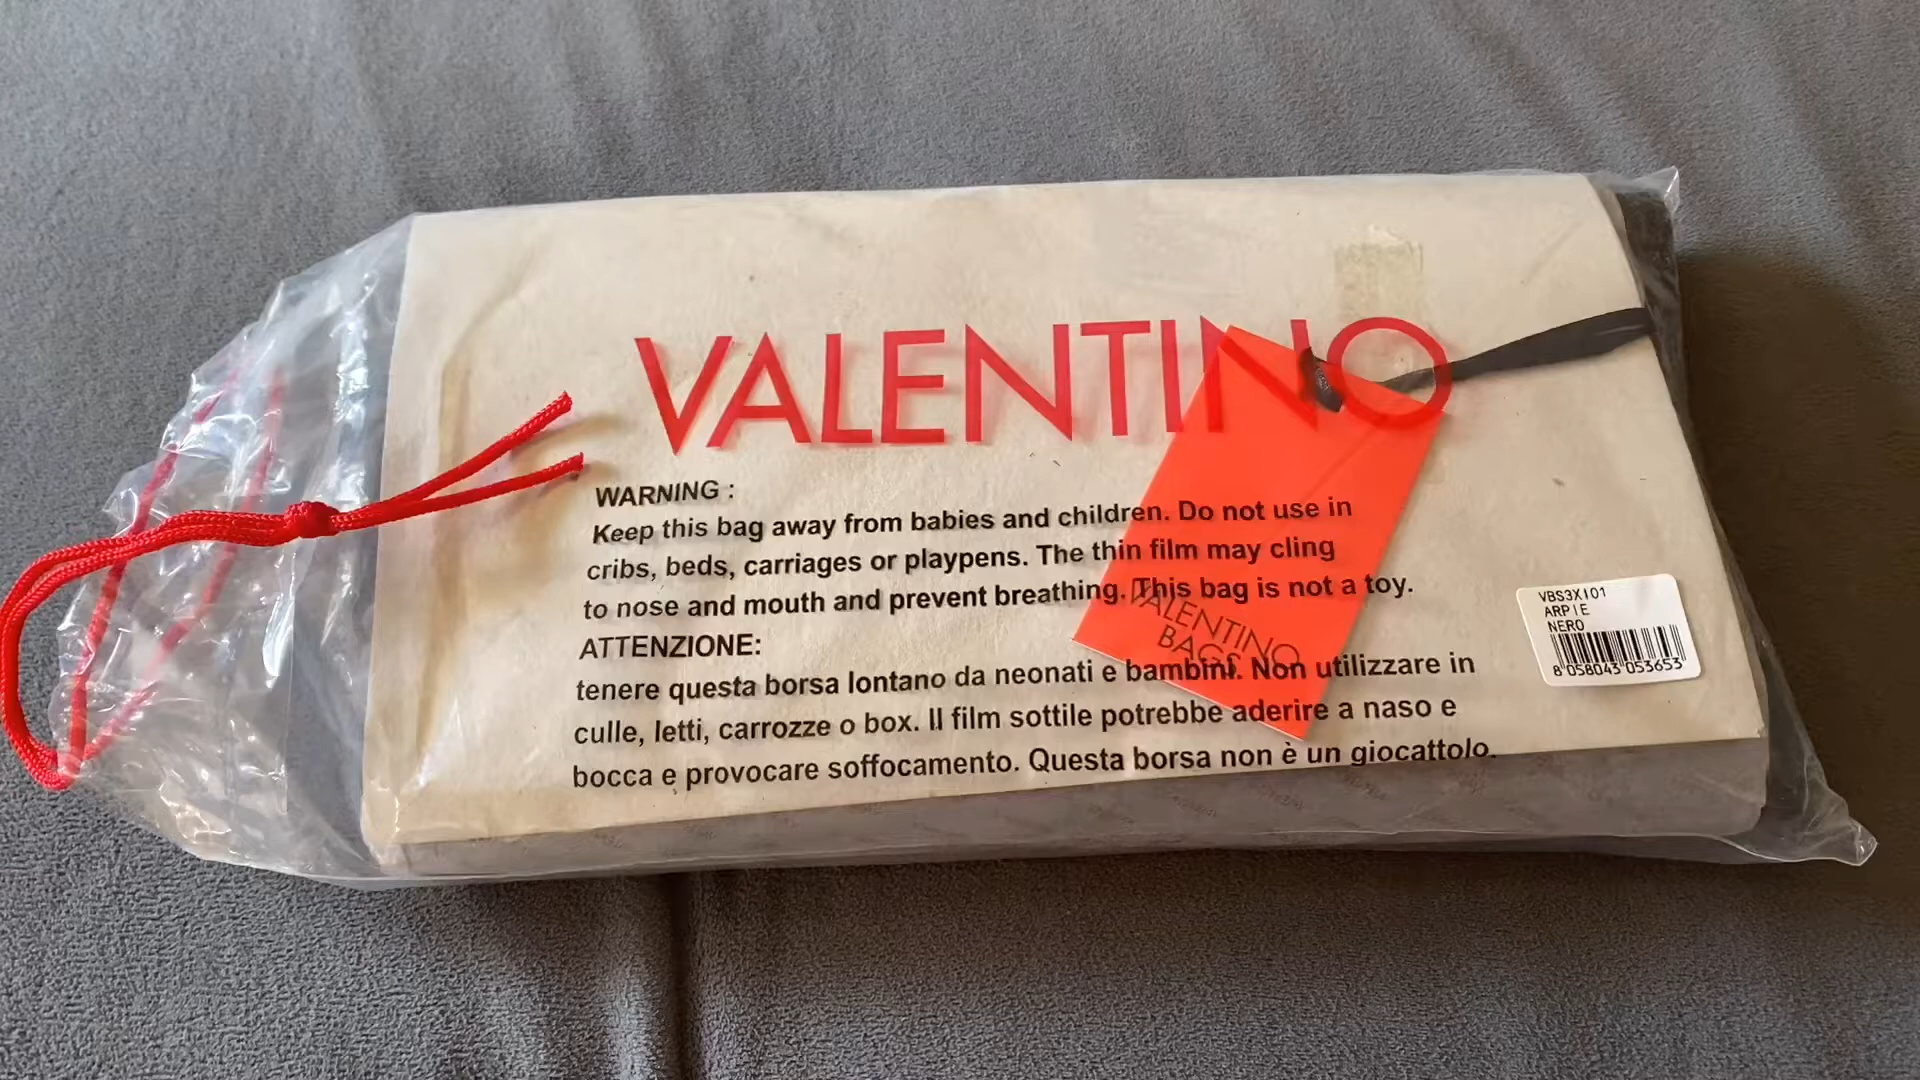 VALENTINO
WARNING :
Keep this bag away from babies and children. Do not use in
cribs, beds, carriages or playpens. The thin film may cling
to nose and mouth and prevent breathing. This bag is not a toy.
ATTENZIONE:
tenere questa borsa lontano da neonati e bambini. Non utilizzare in
culle, letti, carrozze o box. Il film sottile potrebbe aderire a naso e
bocca e provocare soffocamento. Questa borsa non è un giocattolo.
VALENTINO
BAGS
VBS3XI01
ARPIE
NERO
8 058043 053653